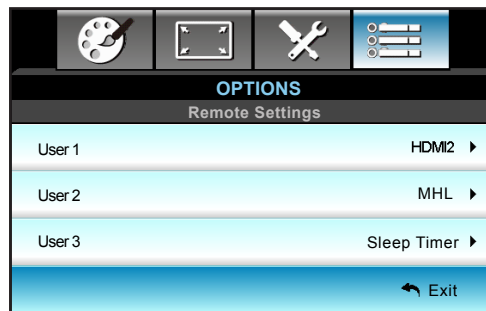 OPTIONS
Remote Settings
User 1 HDMI2
User 2 MHL
User 3 Sleep Timer
Exit